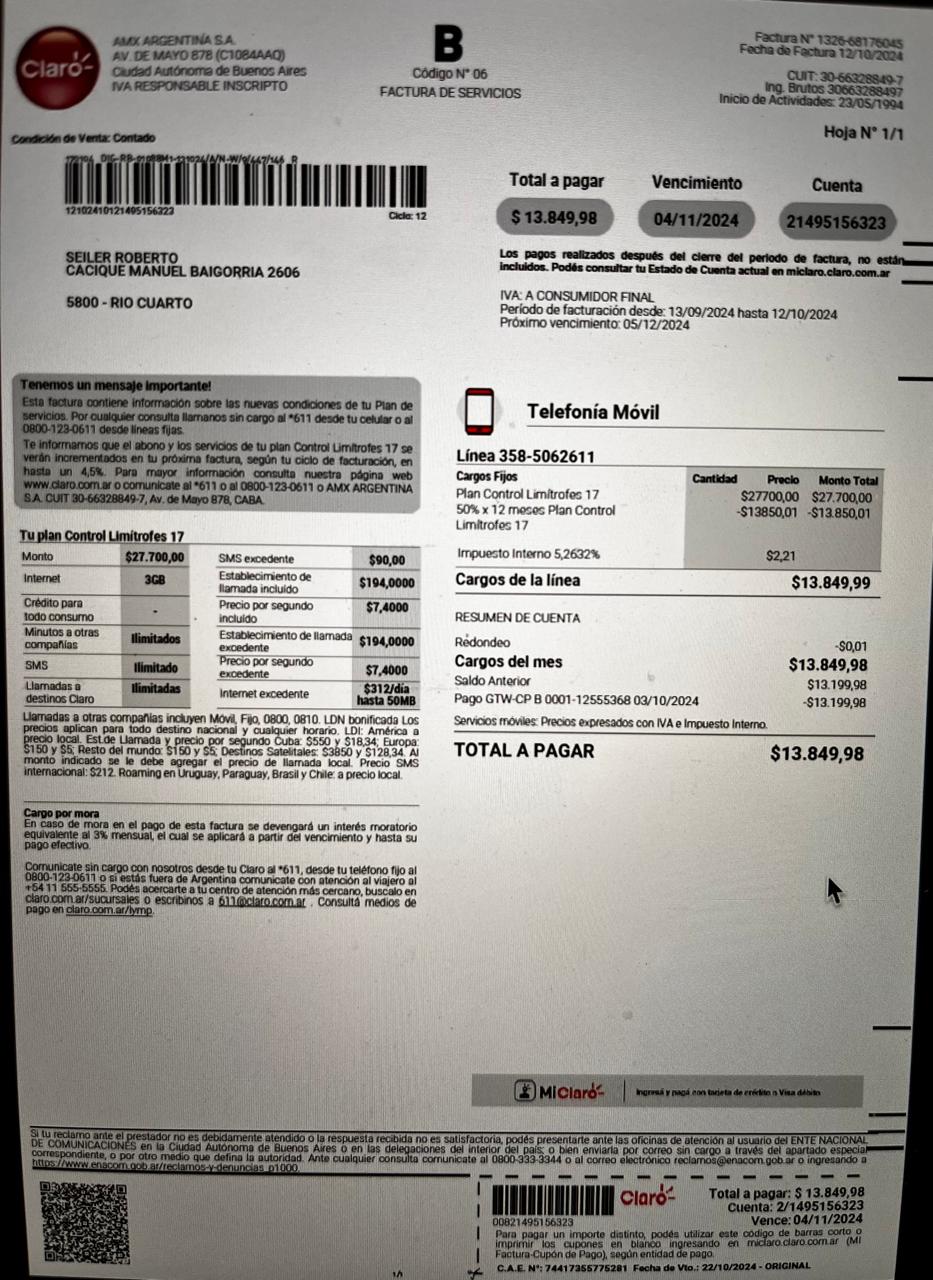 Claro
AMX ARGENTINA S.A.
AV. DE MAYO 878 (C1084AAQ)
Ciudad Autónoma de Buenos Aires
IVA RESPONSABLE INSCRIPTO
B
Código N° 06
FACTURA DE SERVICIOS
Factura N° 1326-68176045
Fecha de Factura 12/10/2024
CUIT: 30-66328849-7
Ing. Brutos 30663288497
Inicio de Actividades: 23/05/1994
Hoja N° 1/1
Condición de Venta: Contado
12102410121495156323
Ciclo: 12
Total a pagar Vencimiento Cuenta
$ 13.849,98 04/11/2024 21495156323
SEILER ROBERTO
CACIQUE MANUEL BAIGORRIA 2606
5800 - RIO CUARTO
Los pagos realizados después del cierre del periodo de factura, no están
incluidos. Podés consultar tu Estado de Cuenta actual en miclaro.claro.com.ar
IVA: A CONSUMIDOR FINAL
Período de facturación desde: 13/09/2024 hasta 12/10/2024
Próximo vencimiento: 05/12/2024
Tenemos un mensaje importante!
Esta factura contiene información sobre las nuevas condiciones de tu Plan de
servicios. Por cualquier consulta llamanos sin cargo al *611 desde tu celular o al
0800-123-0611 desde líneas fijas.
Te informamos que el abono y los servicios de tu plan Control Limítrofes 17 se
verán incrementados en tu próxima factura, según tu ciclo de facturación, en
hasta un 4,5%. Para mayor información consulta nuestra página web
www.claro.com.ar o comunicate al *611 o al 0800-123-0611 o AMX ARGENTINA
S.A. CUIT 30-66328849-7, Av. de Mayo 878, CABA.
Tu plan Control Limítrofes 17
Monto $27.700,00
Internet 3GB
Crédito para
todo consumo -
Minutos a otras
compañías Ilimitados
SMS Ilimitado
Llamadas a
destinos Claro Ilimitadas
SMS excedente $90,00
Establecimiento de
llamada incluido $194,0000
Precio por segundo
incluido $7,4000
Establecimiento de llamada
excedente $194,0000
Precio por segundo
excedente $7,4000
Internet excedente $312/día
hasta 50MB
Llamadas a otras compañías incluyen Móvil, Fijo, 0800, 0810. LDN bonificada Los
precios aplican para todo destino nacional y cualquier horario. LDI: América a
precio local. Est.de Llamada y precio por segundo Cuba: $550 y $18,34; Europa:
$150 y $5; Resto del mundo: $150 y $5; Destinos Satelitales: $3850 y $128,34. Al
monto indicado se le debe agregar el precio de llamada local. Precio SMS
internacional: $212. Roaming en Uruguay, Paraguay, Brasil y Chile: a precio local.
Cargo por mora
En caso de mora en el pago de esta factura se devengará un interés moratorio
equivalente al 3% mensual, el cual se aplicará a partir del vencimiento y hasta su
pago efectivo.
Comunicate sin cargo con nosotros desde tu Claro al *611, desde tu teléfono fijo al
0800-123-0611 o si estás fuera de Argentina comunicate con atención al viajero al
+54 11 555-5555. Podés acercarte a tu centro de atención más cercano, buscalo en
claro.com.ar/sucursales o escribinos a 611@claro.com.ar . Consultá medios de
pago en claro.com.ar/lymp.
Telefonía Móvil
Línea 358-5062611
Cargos Fijos Cantidad Precio Monto Total
Plan Control Limítrofes 17 $27700,00 $27.700,00
50% x 12 meses Plan Control -$13850,01 -$13.850,01
Limítrofes 17
Impuesto Interno 5,2632% $2,21
Cargos de la línea $13.849,99
RESUMEN DE CUENTA
Redondeo -$0,01
Cargos del mes $13.849,98
Saldo Anterior $13.199,98
Pago GTW-CP B 0001-12555368 03/10/2024 -$13.199,98
Servicios móviles: Precios expresados con IVA e Impuesto Interno.
TOTAL A PAGAR $13.849,98
Mi Claro Ingresá y pagá con tarjeta de crédito o Visa débito
Si tu reclamo ante el prestador no es debidamente atendido o la respuesta recibida no es satisfactoria, podés presentarte ante las oficinas de atención al usuario del ENTE NACIONAL
DE COMUNICACIONES en la Ciudad Autónoma de Buenos Aires o en las delegaciones del interior del país; o bien enviarla por correo sin cargo a través del apartado especial
correspondiente, o por otro medio que defina la autoridad. Ante cualquier consulta comunicate al 0800-333-3344 o al correo electrónico reclamos@enacom.gob.ar o ingresando a
https://www.enacom.gob.ar/reclamos-y-denuncias_p1000.
00821495156323
Claro
Total a pagar: $ 13.849,98
Cuenta: 2/1495156323
Vence: 04/11/2024
Para pagar un importe distinto, podés utilizar este código de barras corto o
imprimir los cupones en blanco ingresando en miclaro.claro.com.ar (Mi
Factura-Cupón de Pago), según entidad de pago.
C.A.E. N°: 74417355775281 Fecha de Vto.: 22/10/2024 - ORIGINAL
1/1